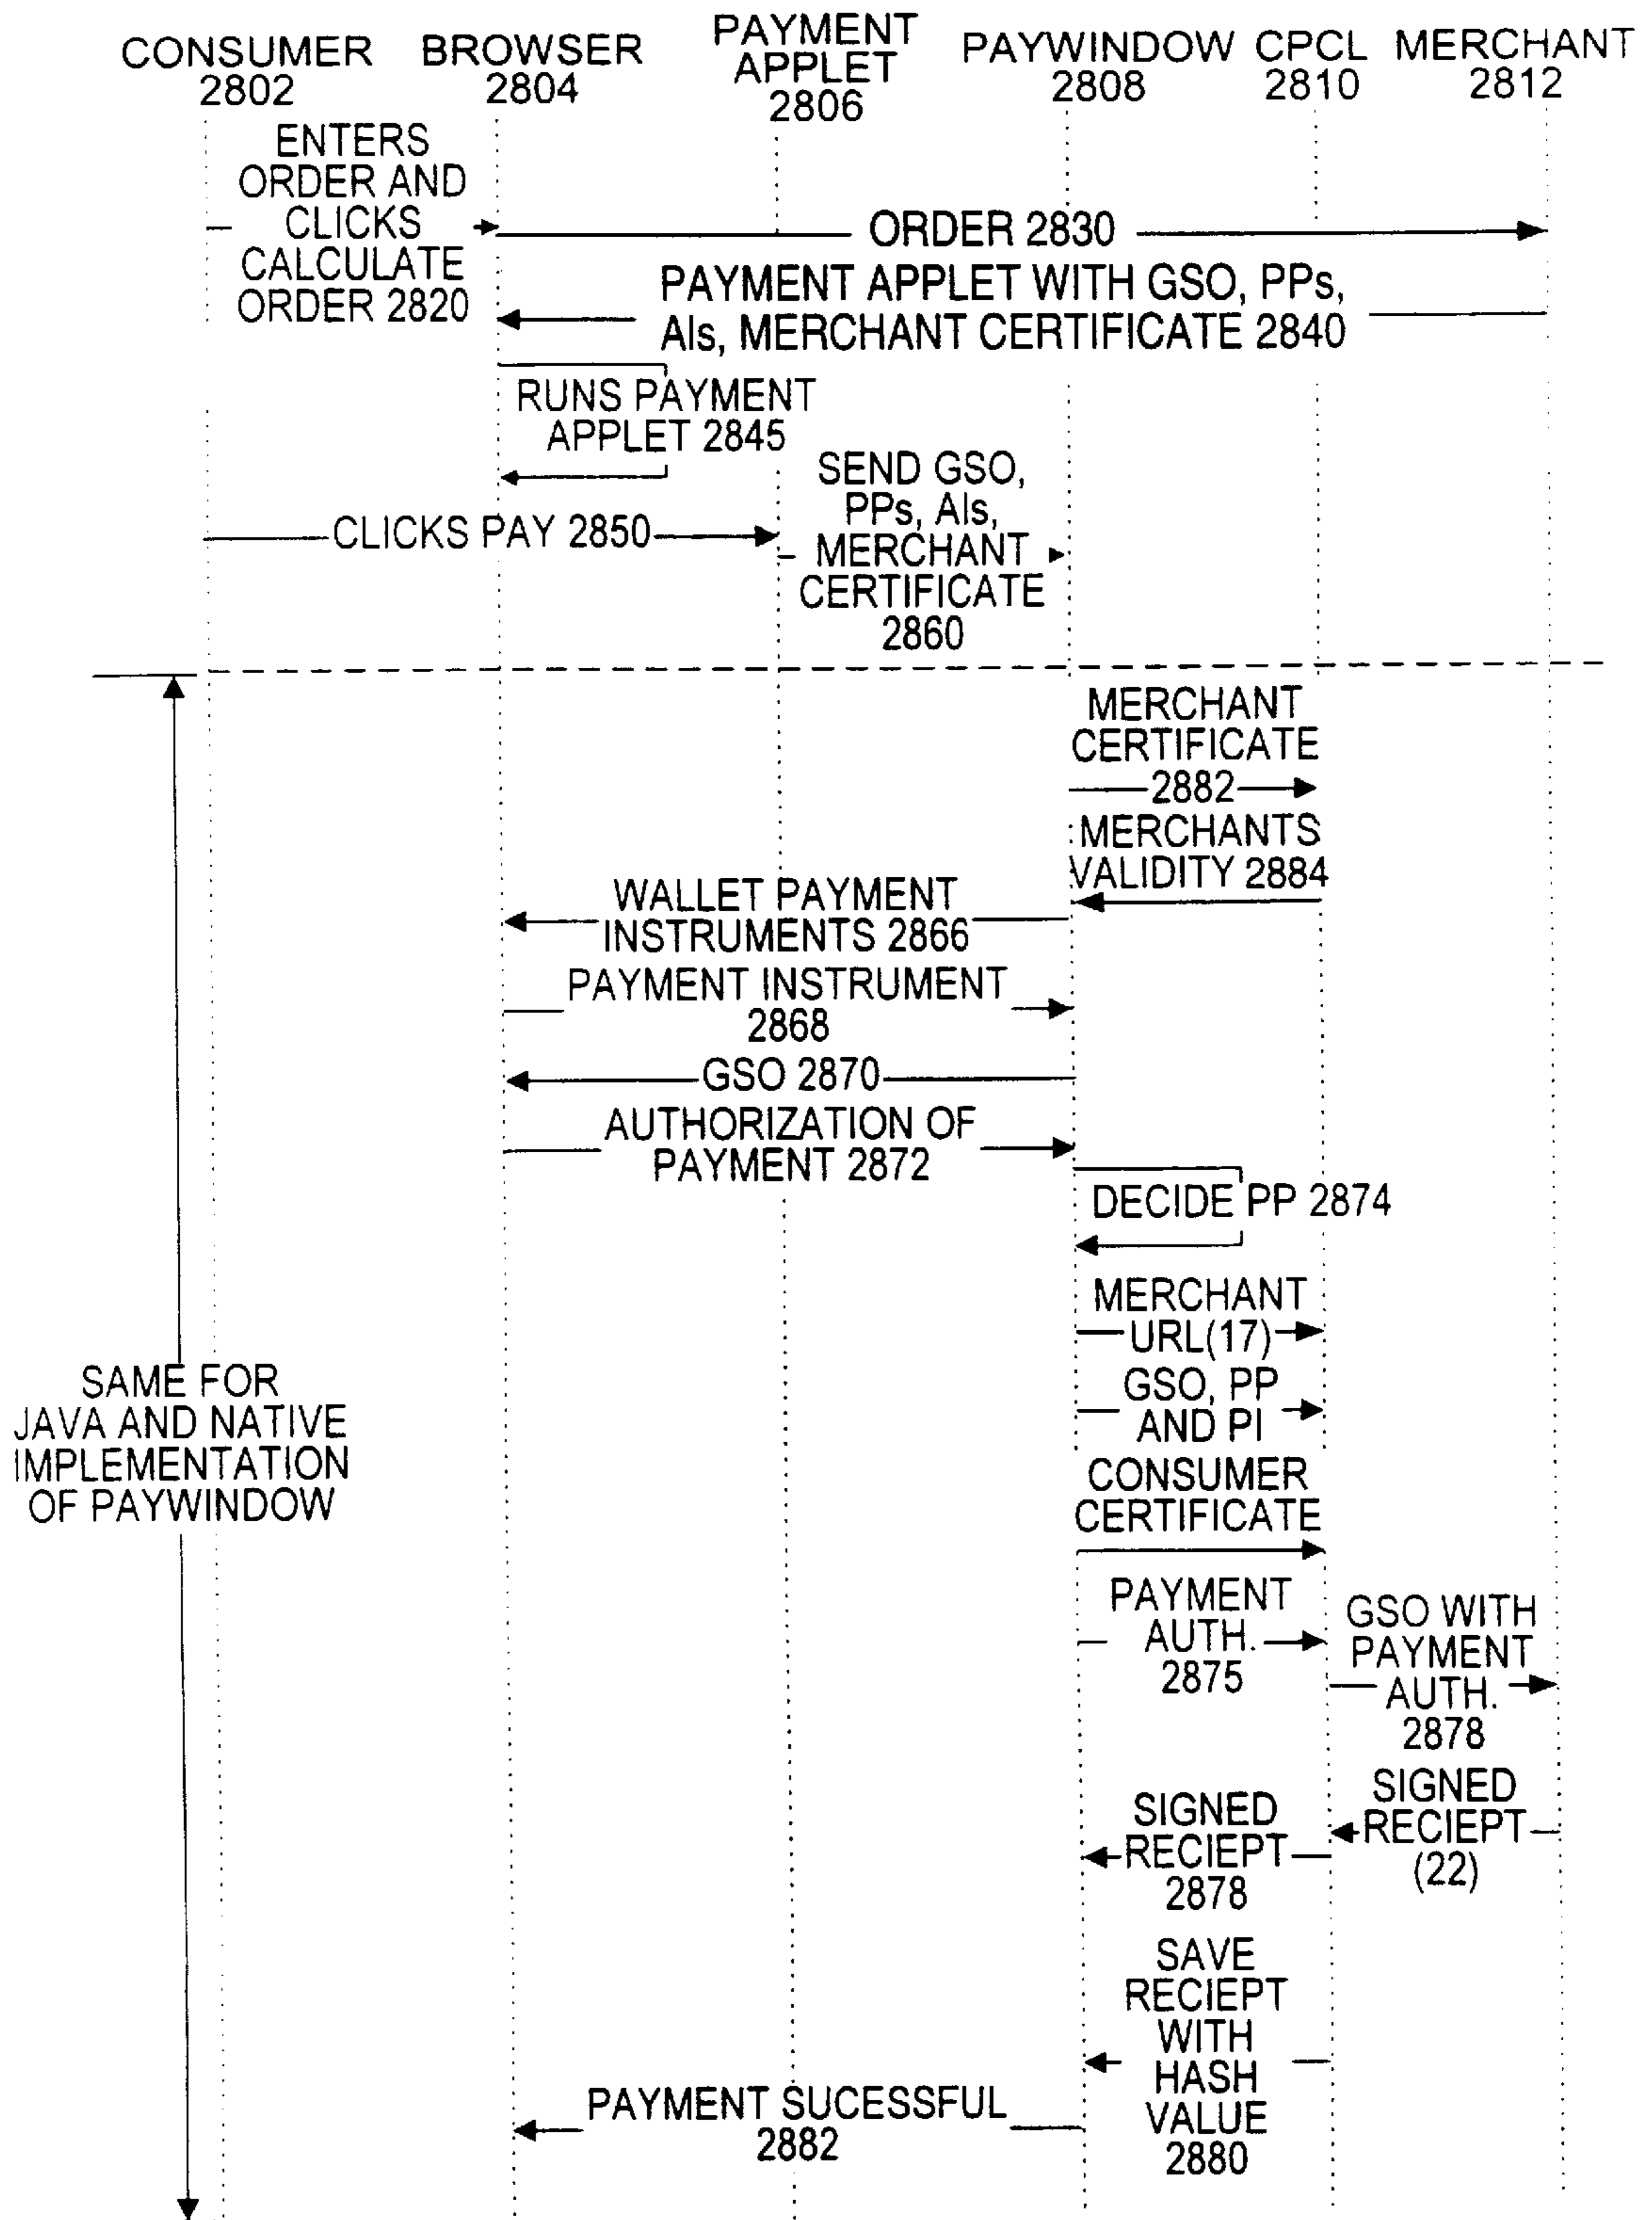 CONSUMER
2802
BROWSER
2804
PAYMENT
APPLET
2806
PAYWINDOW
2808
CPCL
2810
MERCHANT
2812
ENTERS
ORDER AND
CLICKS
CALCULATE
ORDER 2820
ORDER 2830
PAYMENT APPLET WITH GSO, PPs,
AIs, MERCHANT CERTIFICATE 2840
RUNS PAYMENT
APPLET 2845
CLICKS PAY 2850
SEND GSO,
PPs, AIs,
MERCHANT
CERTIFICATE
2860
MERCHANT
CERTIFICATE
2882
MERCHANTS
VALIDITY 2884
WALLET PAYMENT
INSTRUMENTS 2866
PAYMENT INSTRUMENT
2868
GSO 2870
AUTHORIZATION OF
PAYMENT 2872
DECIDE PP 2874
MERCHANT
URL(17)
SAME FOR
JAVA AND NATIVE
IMPLEMENTATION
OF PAYWINDOW
GSO, PP
AND PI
CONSUMER
CERTIFICATE
PAYMENT
AUTH.
2875
GSO WITH
PAYMENT
AUTH.
2878
SIGNED
RECIEPT
(22)
SIGNED
RECIEPT
2878
SAVE
RECIEPT
WITH
HASH
VALUE
2880
PAYMENT SUCESSFUL
2882